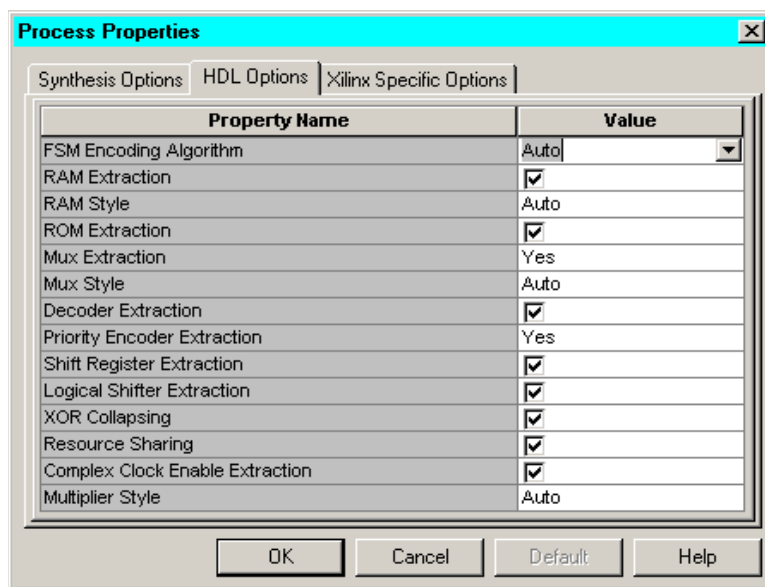 Process Properties
Synthesis Options HDL Options Xilinx Specific Options
Property Name Value
FSM Encoding Algorithm Auto
RAM Extraction
RAM Style Auto
ROM Extraction
Mux Extraction Yes
Mux Style Auto
Decoder Extraction
Priority Encoder Extraction Yes
Shift Register Extraction
Logical Shifter Extraction
XOR Collapsing
Resource Sharing
Complex Clock Enable Extraction
Multiplier Style Auto
OK Cancel Default Help